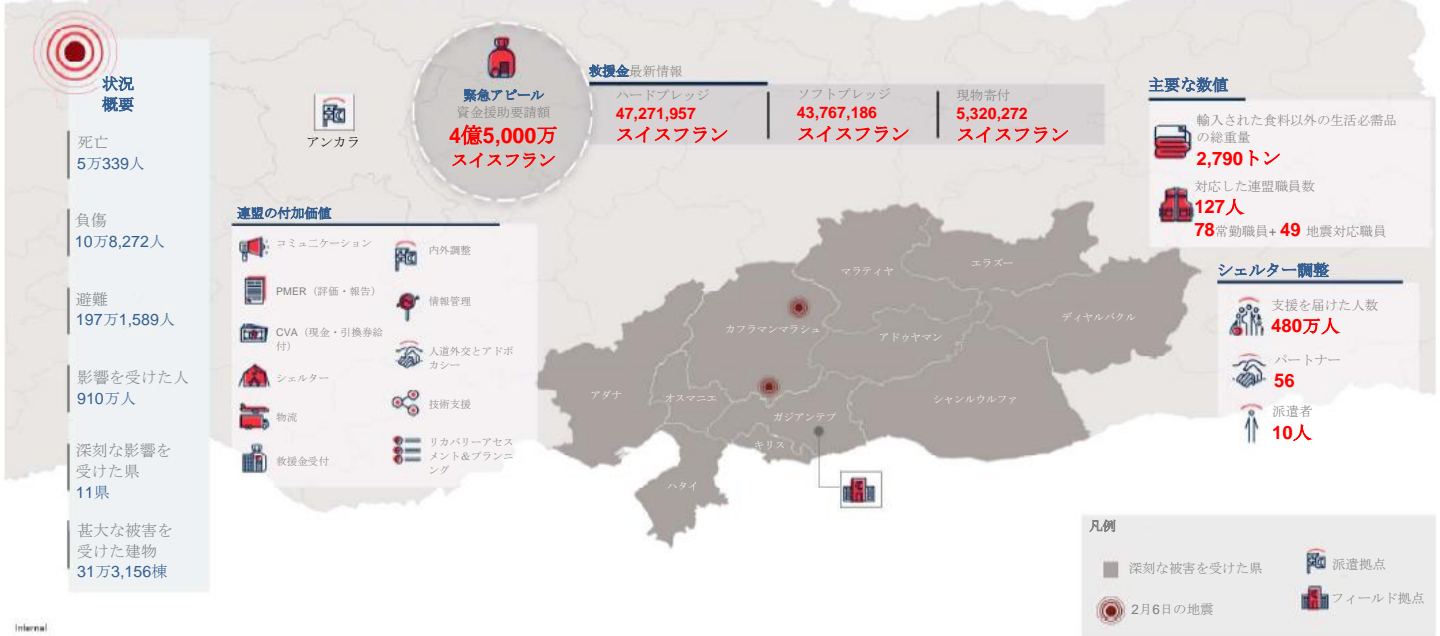 状況
概要
死亡
5万339人
負傷
10万8,272人
避難
197万1,589人
影響を受けた人
910万人
深刻な影響を
受けた県
11県
甚大な被害を
受けた建物
31万3,156棟
アンカラ
緊急アピール
資金援助要請額
4億5,000万
スイスフラン
救援金最新情報
ハードプレッジ
47,271,957
スイスフラン
ソフトプレッジ
43,767,186
スイスフラン
現物寄付
5,320,272
スイスフラン
主要な数値
輸入された食料以外の生活必需品
の総重量
2,790トン
対応した連盟職員数
127人
78常勤職員+ 49 地震対応職員
連盟の付加価値
コミュニケーション
PMER（評価・報告）
CVA（現金・引換券給
付）
シェルター
物流
救援金受付
内外調整
情報管理
人道外交とアドボ
カシー
技術支援
リカバリーアセス
メント&プランニ
ング
マラティヤ
エラズー
カフラマンマラシュ
アドゥヤマン
ディヤルバクル
アダナ
オスマニエ
シャンルウルファ
ガジアンテプ
キリス
ハタイ
シェルター調整
支援を届けた人数
480万人
パートナー
56
派遣者
10人
凡例
深刻な被害を受けた県
2月6日の地震
派遣拠点
フィールド拠点
Internal